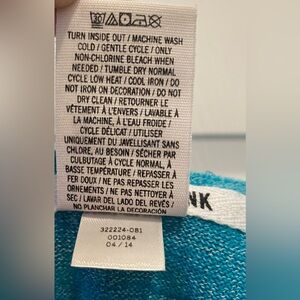 TURN INSIDE OUT / MACHINE WASH
COLD / GENTLE CYCLE / ONLY
NON-CHLORINE BLEACH WHEN
NEEDED / TUMBLE DRY NORMAL
CYCLE LOW HEAT / COOL IRON / DO
NOT IRON ON DECORATION / DO NOT
DRY CLEAN / RETOURNER LE
VÊTEMENT À L'ENVERS / LAVABLE À
LA MACHINE, À L'EAU FROIDE /
CYCLE DÉLICAT / UTILISER
UNIQUEMENT DU JAVELLISANT SANS
CHLORE, AU BESOIN / SÉCHER PAR
CULBUTAGE À CYCLE NORMAL, À
BASSE TEMPÉRATURE / REPASSER À
FER DOUX / NE PAS REPASSER LES
ORNEMENTS / NE PAS NETTOYER À
SEC / LAVAR DEL LADO DEL REVÉS /
NO PLANCHAR LA DECORACIÓN
NK
322224-0B1
001084
04 / 14